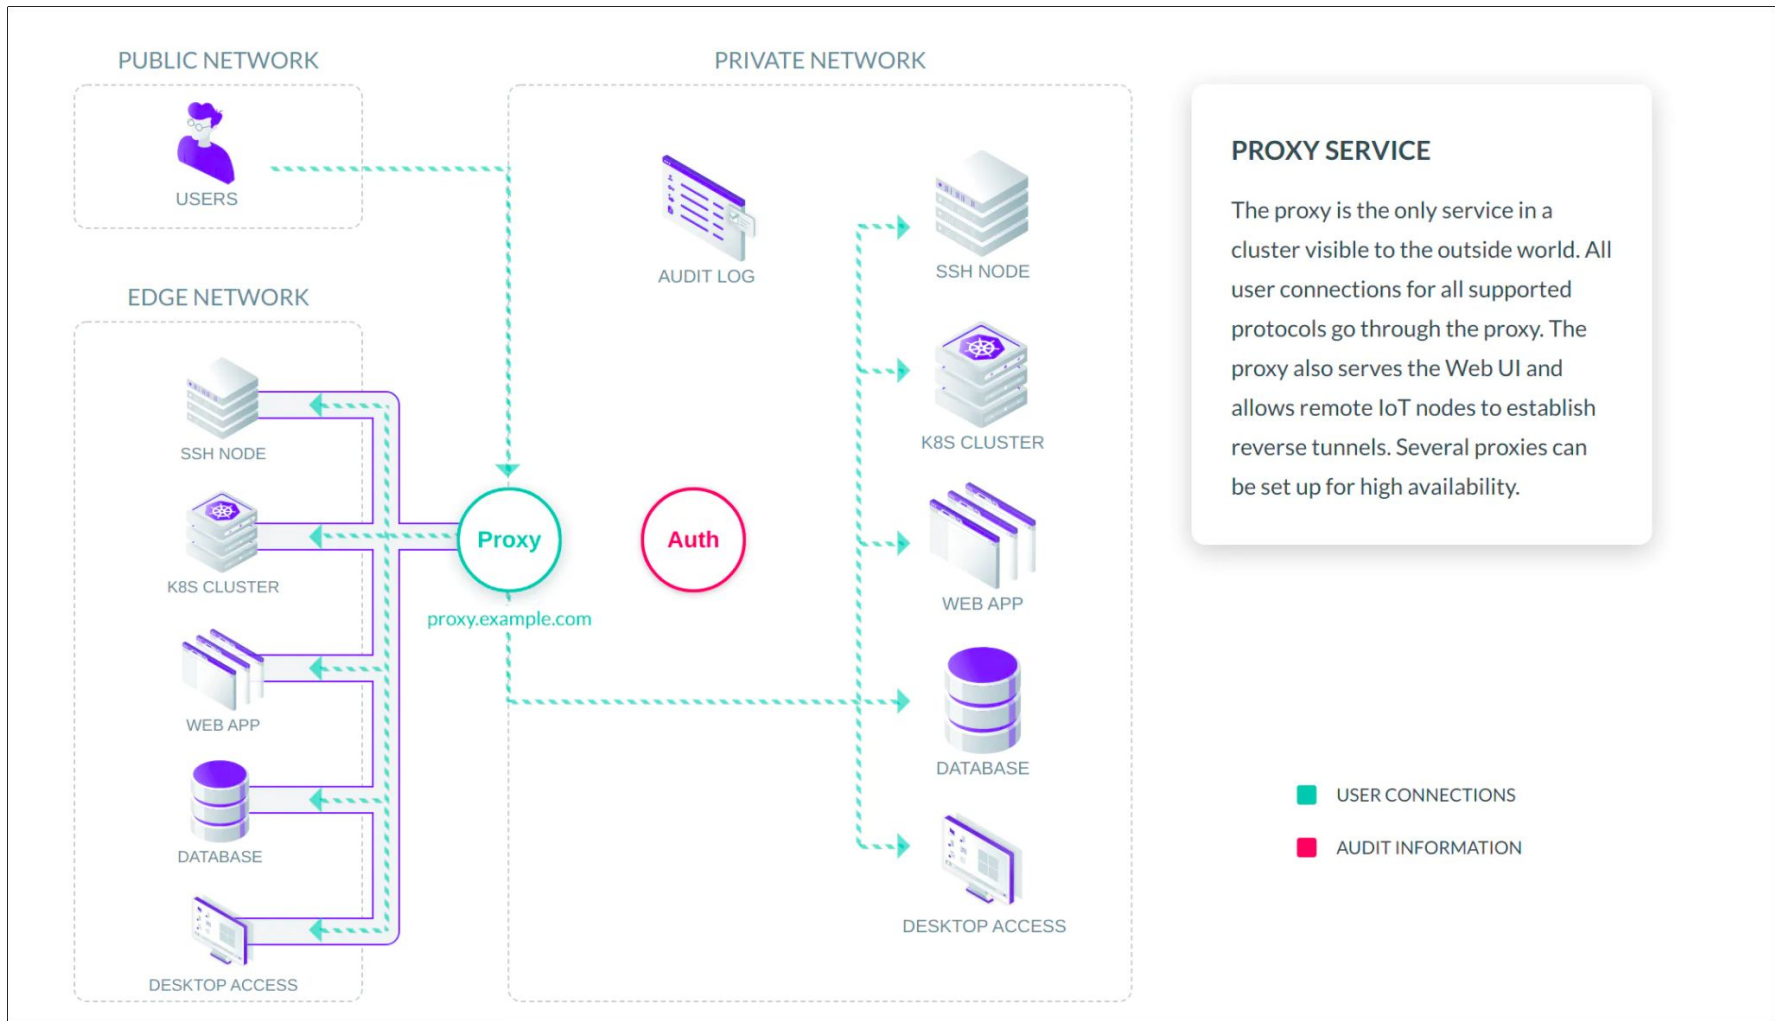 PUBLIC NETWORK
USERS
EDGE NETWORK
SSH NODE
K8S CLUSTER
WEB APP
DATABASE
DESKTOP ACCESS
Proxy
proxy.example.com
PRIVATE NETWORK
AUDIT LOG
Auth
SSH NODE
K8S CLUSTER
WEB APP
DATABASE
DESKTOP ACCESS
PROXY SERVICE
The proxy is the only service in a
cluster visible to the outside world. All
user connections for all supported
protocols go through the proxy. The
proxy also serves the Web UI and
allows remote IoT nodes to establish
reverse tunnels. Several proxies can
be set up for high availability.
USER CONNECTIONS
AUDIT INFORMATION